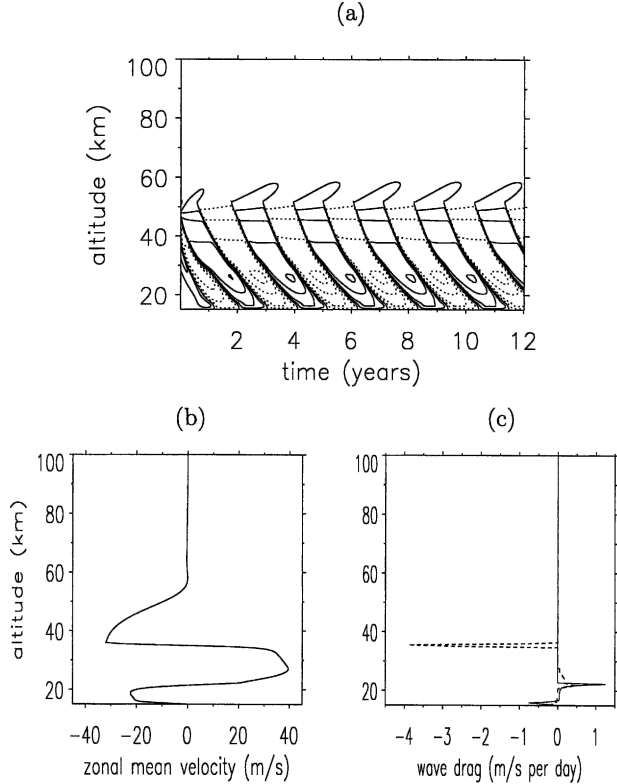 (a)
100
80
60
40
20
altitude (km)
2 4 6 8 10 12
time (years)
(b)
100
80
60
40
20
altitude (km)
−40 −20 0 20 40
zonal mean velocity (m/s)
(c)
100
80
60
40
20
−4 −3 −2 −1 0 1
wave drag (m/s per day)